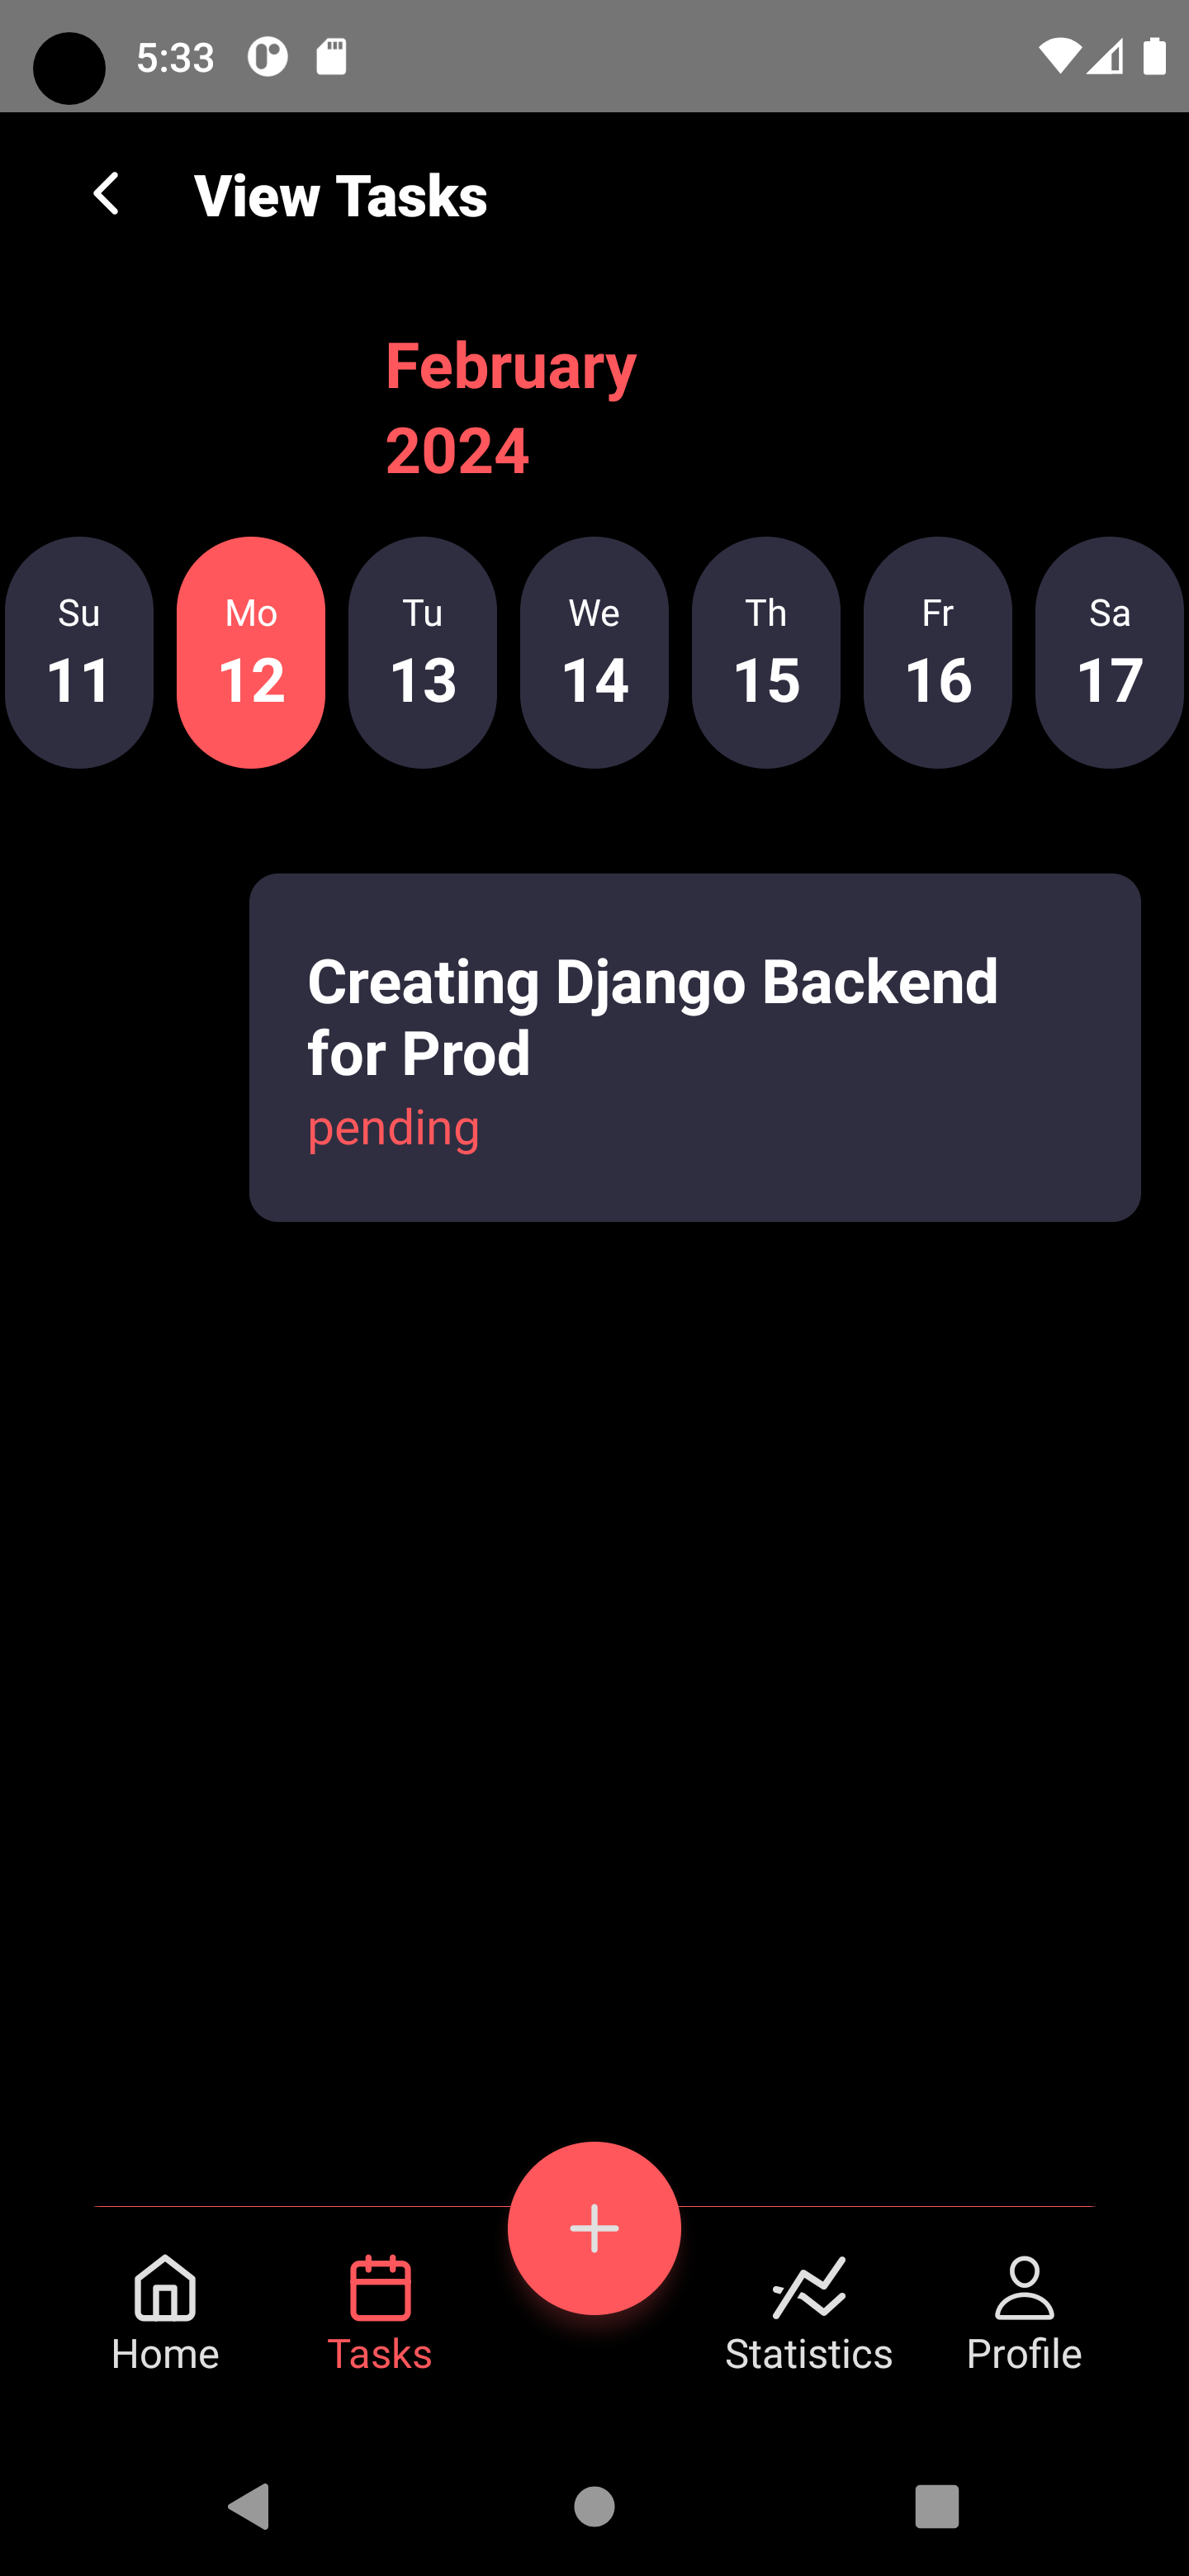 5:33
View Tasks
February
2024
Su Mo Tu We Th Fr Sa
11 12 13 14 15 16 17
Creating Django Backend
for Prod
pending
Home Tasks Statistics Profile